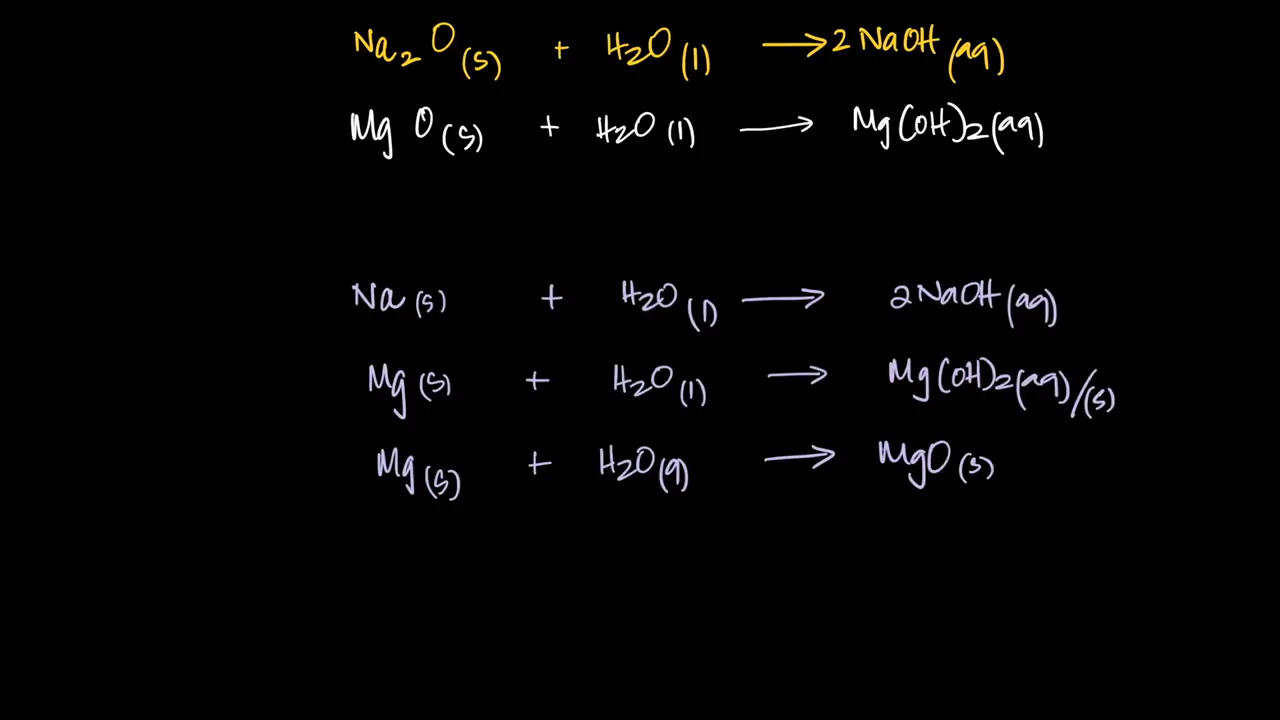 Na₂O(s) + H₂O(l) → 2NaOH(aq)
MgO(s) + H₂O(l) → Mg(OH)₂(aq)
Na(s) + H₂O(l) → 2NaOH(aq)
Mg(s) + H₂O(l) → Mg(OH)₂(aq)/(s)
Mg(s) + H₂O(g) → MgO(s)